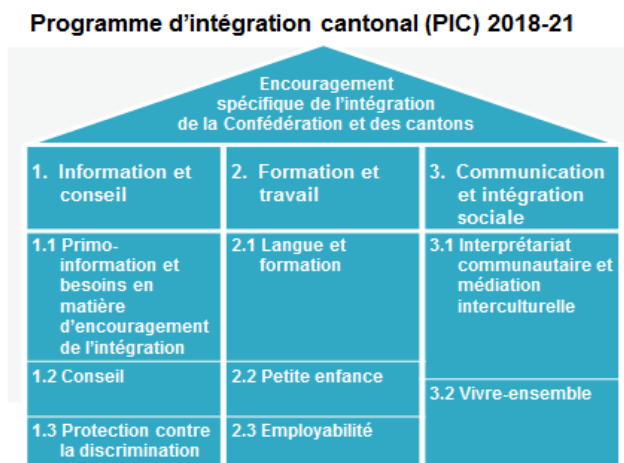 Programme d'intégration cantonal (PIC) 2018-21
Encouragement
spécifique de l'intégration
de la Confédération et des cantons
1. Information et
conseil
2. Formation et
travail
3. Communication
et intégration
sociale
1.1 Primo-
information et
besoins en
matière
d'encouragement
de l'intégration
1.2 Conseil
1.3 Protection contre
la discrimination
2.1 Langue et
formation
2.2 Petite enfance
2.3 Employabilité
3.1 Interprétariat
communautaire et
médiation
interculturelle
3.2 Vivre-ensemble